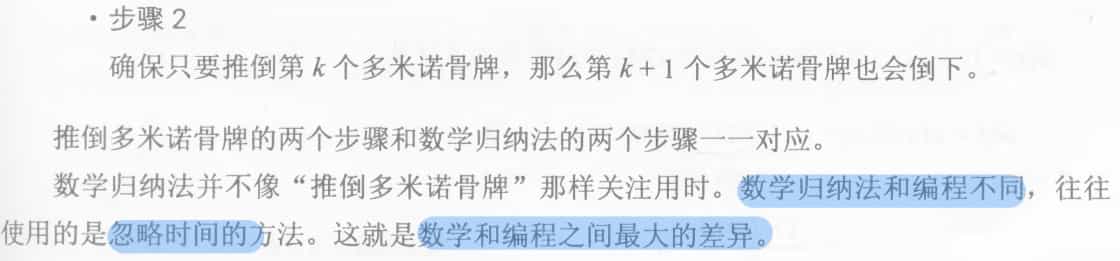 • 步骤 2
确保只要推倒第 k 个多米诺骨牌，那么第 k + 1 个多米诺骨牌也会倒下。
推倒多米诺骨牌的两个步骤和数学归纳法的两个步骤一一对应。
数学归纳法并不像“推倒多米诺骨牌”那样关注用时。数学归纳法和编程不同，往往
使用的是忽略时间的方法。这就是数学和编程之间最大的差异。